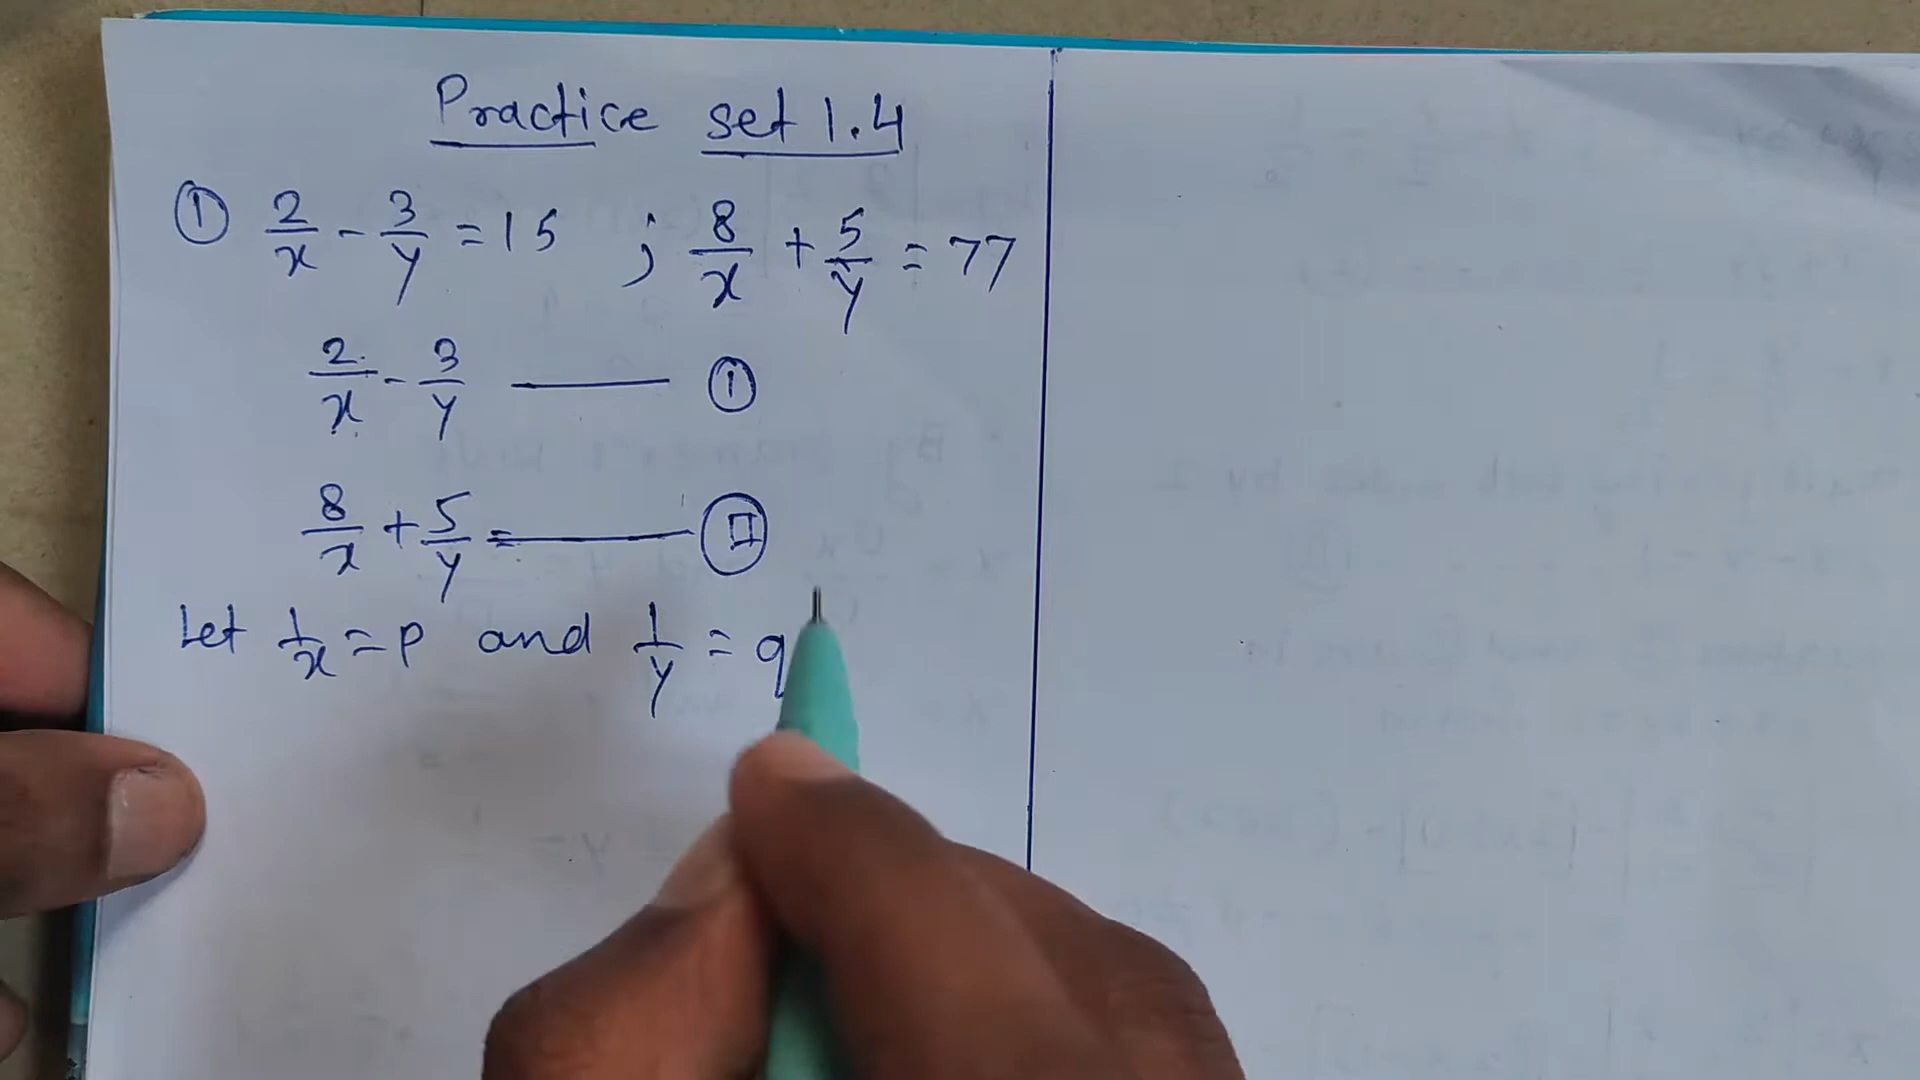 Practice set 1.4
① 2/x - 3/y = 15 ; 8/x + 5/y = 77
2/x - 3/y —— Ⓘ
8/x + 5/y = —— Ⅱ
Let 1/x = p and 1/y = q